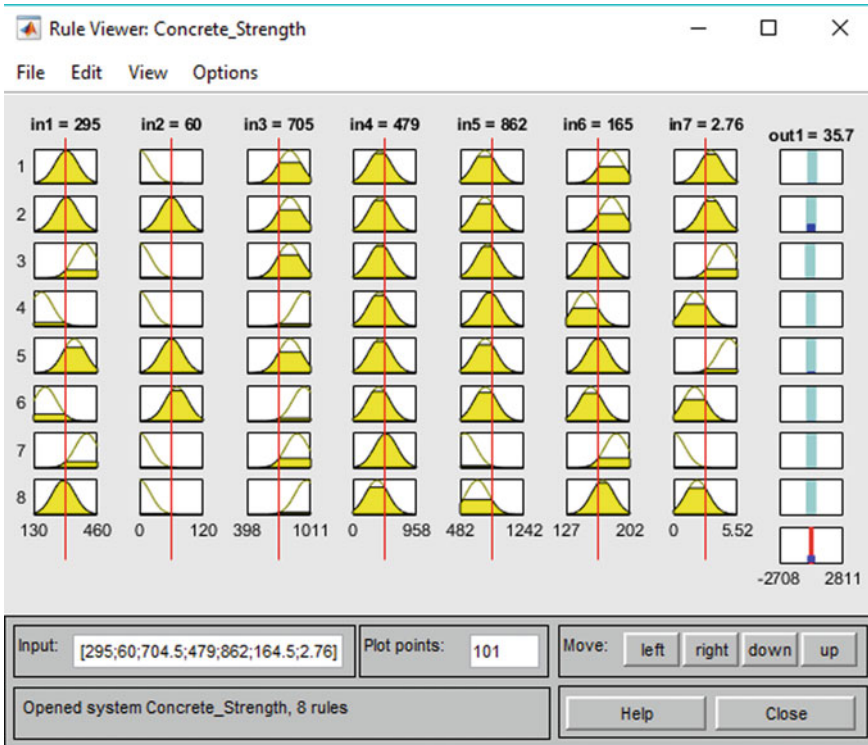 Rule Viewer: Concrete_Strength
File Edit View Options
in1 = 295 in2 = 60 in3 = 705 in4 = 479 in5 = 862 in6 = 165 in7 = 2.76 out1 = 35.7
1
2
3
4
5
6
7
8
130 460 0 120 398 1011 0 958 482 1242 127 202 0 5.52
-2708 2811
Input: [295;60;704.5;479;862;164.5;2.76] Plot points: 101 Move: left right down up
Opened system Concrete_Strength, 8 rules Help Close